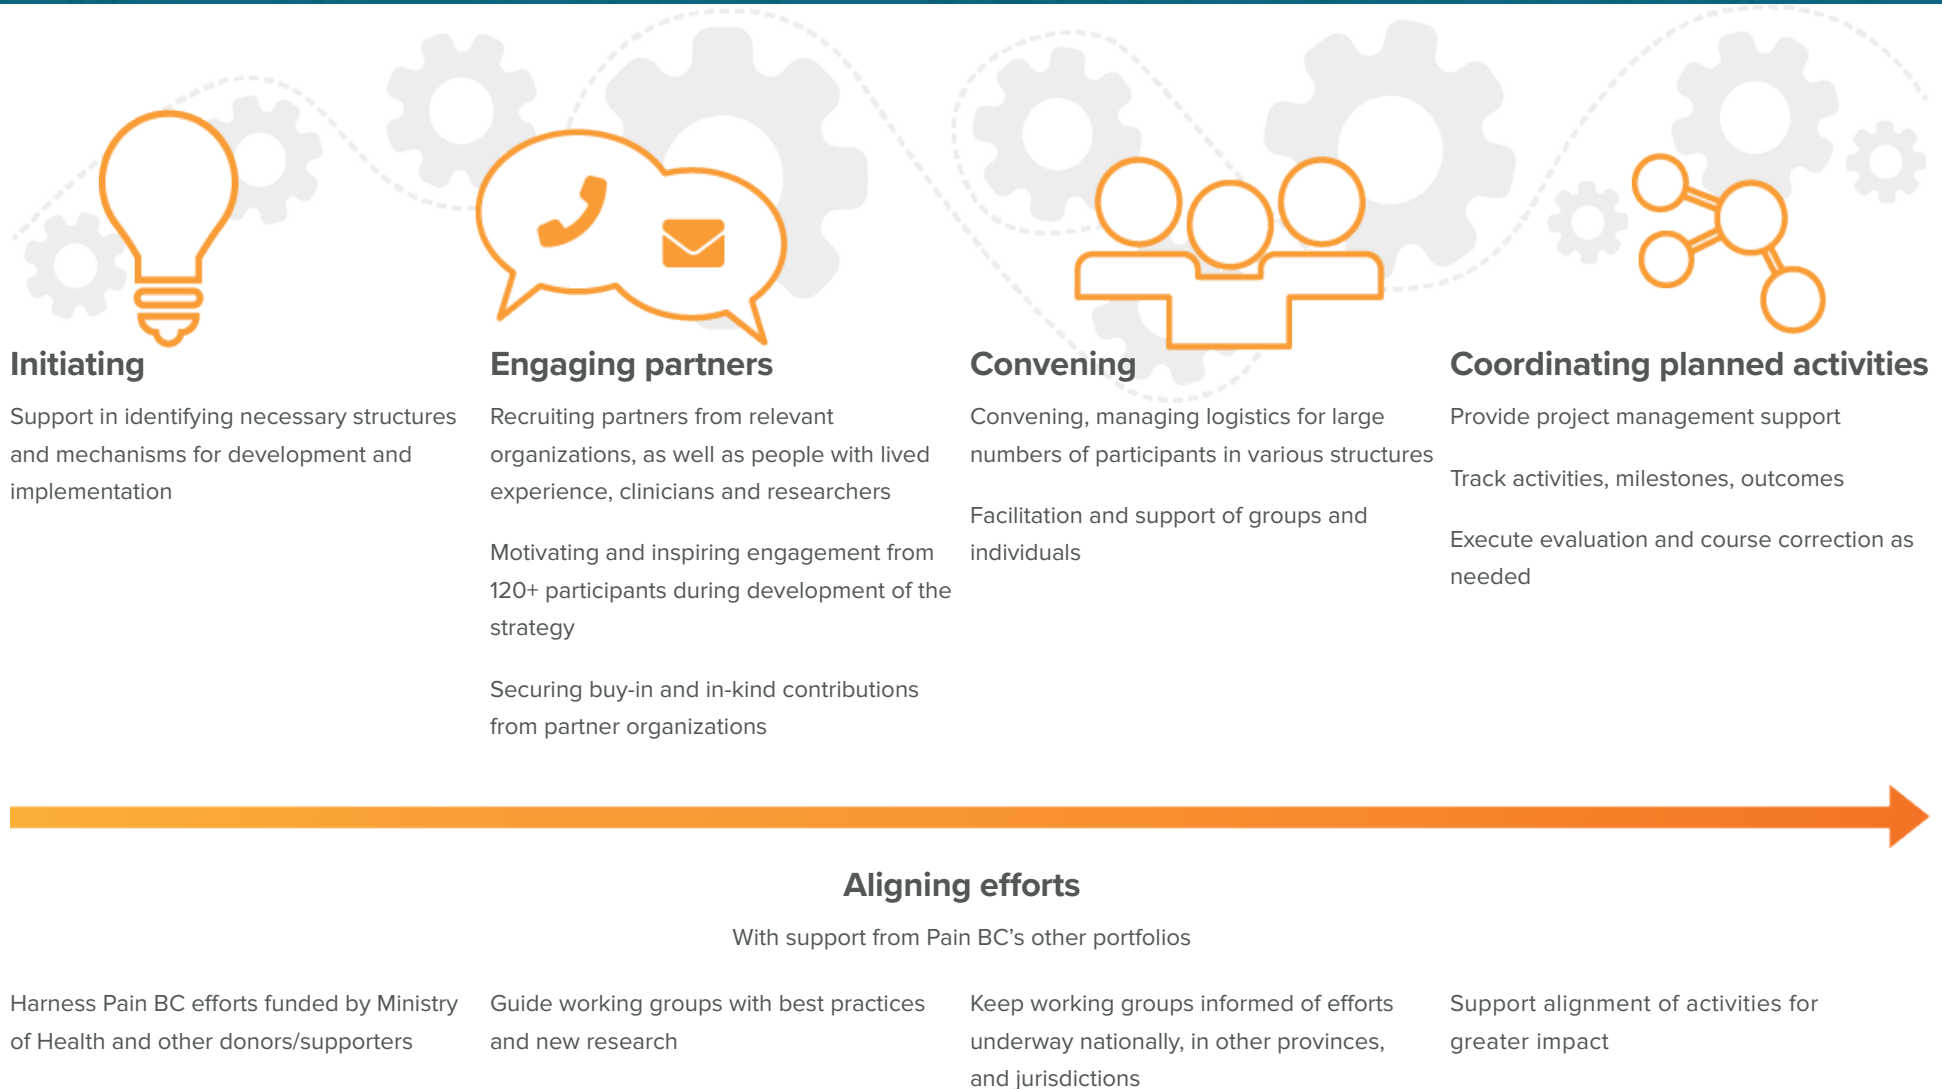 Initiating
Support in identifying necessary structures
and mechanisms for development and
implementation
Engaging partners
Recruiting partners from relevant
organizations, as well as people with lived
experience, clinicians and researchers
Motivating and inspiring engagement from
120+ participants during development of the
strategy
Securing buy-in and in-kind contributions
from partner organizations
Convening
Convening, managing logistics for large
numbers of participants in various structures
Facilitation and support of groups and
individuals
Coordinating planned activities
Provide project management support
Track activities, milestones, outcomes
Execute evaluation and course correction as
needed
Aligning efforts
With support from Pain BC’s other portfolios
Harness Pain BC efforts funded by Ministry
of Health and other donors/supporters
Guide working groups with best practices
and new research
Keep working groups informed of efforts
underway nationally, in other provinces,
and jurisdictions
Support alignment of activities for
greater impact